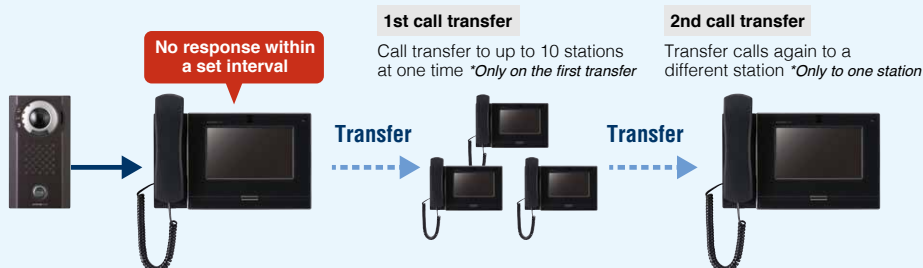 1st call transfer
Call transfer to up to 10 stations
at one time *Only on the first transfer
2nd call transfer
Transfer calls again to a
different station *Only to one station
No response within
a set interval
Transfer
Transfer